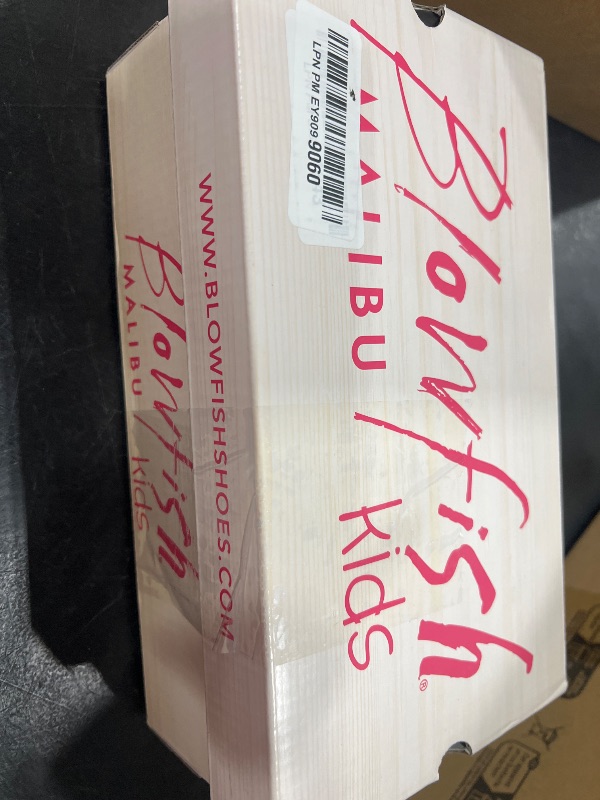 Blowfish®
MALIBU kids
LPN PM EY909 9060
WWW.BLOWFISHSHOES.COM
Blowfish
MALIBU kids